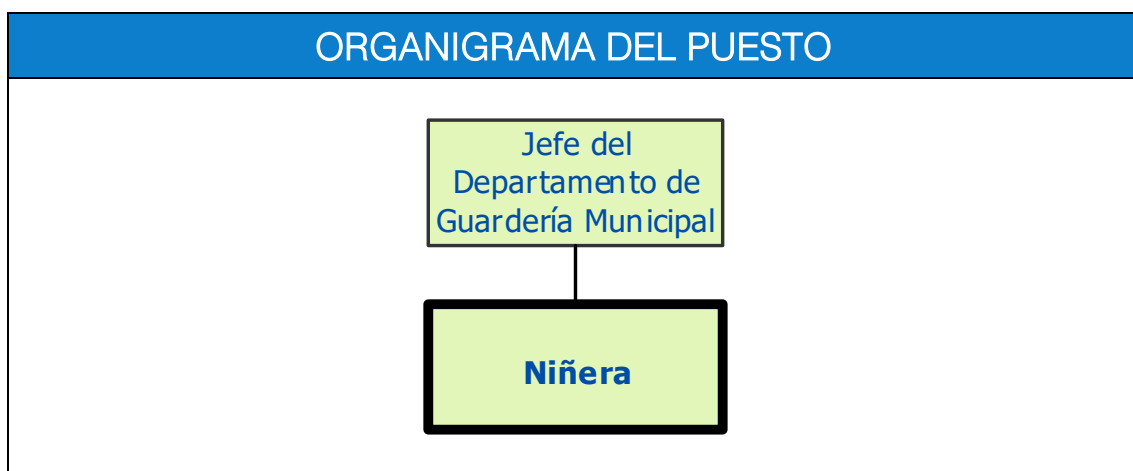 ORGANIGRAMA DEL PUESTO
Jefe del
Departamento de
Guardería Municipal
Niñera